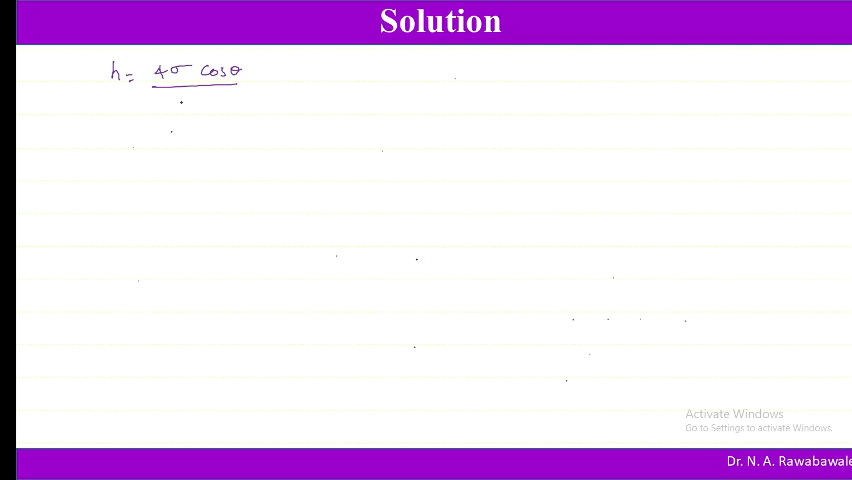 Solution
h = 4σ cosθ
Activate Windows
Go to Settings to activate Windows.
Dr. N. A. Rawabawale